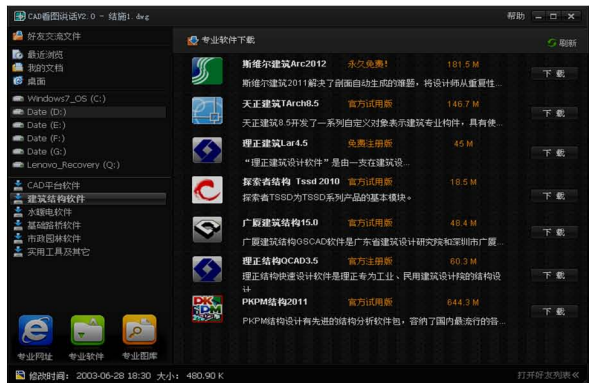 CAD看图说话V2.0 - 结施1.dwg
帮助
好友交流文件
最近浏览
我的文档
桌面
Windows7_OS (C:)
Date (D:)
Date (E:)
Date (F:)
Date (G:)
Lenovo_Recovery (Q:)
CAD平台软件
建筑结构软件
水暖电软件
基础路桥软件
市政园林软件
实用工具及其它
专业网址 专业软件 专业图库
专业软件下载
刷新
斯维尔建筑Arc2012 永久免费! 181.5 M
下载
斯维尔建筑2011解决了剖面自动生成的难题，将设计师从重复性...
天正建筑TArch8.5 官方试用版 146.7 M
下载
天正建筑8.5开发了一系列自定义对象表示建筑专业构件，具有使...
理正建筑Lar4.5 免费注册版 45 M
下载
“理正建筑设计软件”是由一支在建筑设...
探索者结构 Tssd 2010 官方试用版 18.5 M
下载
探索者TSSD为TSSD系列产品的基本模块。
广厦建筑结构15.0 官方试用版 48.4 M
下载
广厦建筑结构GSCAD软件是广东省建筑设计研究院和深圳市广厦...
理正结构QCAD3.5 官方注册版 60.3 M
下载
理正结构快速设计软件是理正专为工业、民用建筑设计院的结构设
计
PKPM结构2011 官方试用版 644.3 M
下载
PKPM结构设计有先进的结构分析软件包，容纳了国内最流行的各...
修改时间： 2003-06-28 18:30 大小： 480.90 K
打开好友列表«